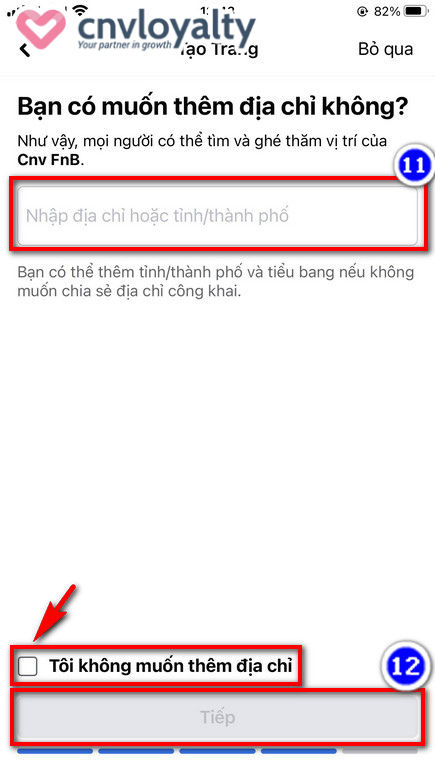 82%
cnvloyalty
Your partner in growth
Tạo Trang
Bỏ qua
Bạn có muốn thêm địa chỉ không?
Như vậy, mọi người có thể tìm và ghé thăm vị trí của
Cnv FnB.
11
Nhập địa chỉ hoặc tỉnh/thành phố
Bạn có thể thêm tỉnh/thành phố và tiểu bang nếu không
muốn chia sẻ địa chỉ công khai.
Tôi không muốn thêm địa chỉ
12
Tiếp